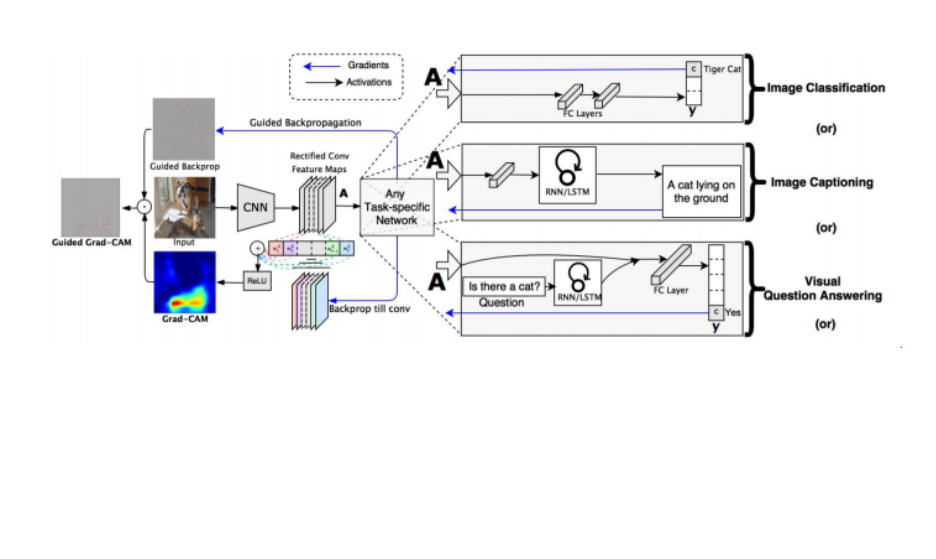 Gradients
Activations
Guided Backpropagation
Guided Backprop
Rectified Conv
Feature Maps
A
Any
Task-specific
Network
Guided Grad-CAM
Input
CNN
+
ReLU
Grad-CAM
Backprop till conv
A
FC Layers
c
Tiger Cat
y
Image Classification
(or)
A
RNN/LSTM
A cat lying on
the ground
Image Captioning
(or)
A
Is there a cat?
Question
RNN/LSTM
FC Layer
c
Yes
y
Visual
Question Answering
(or)